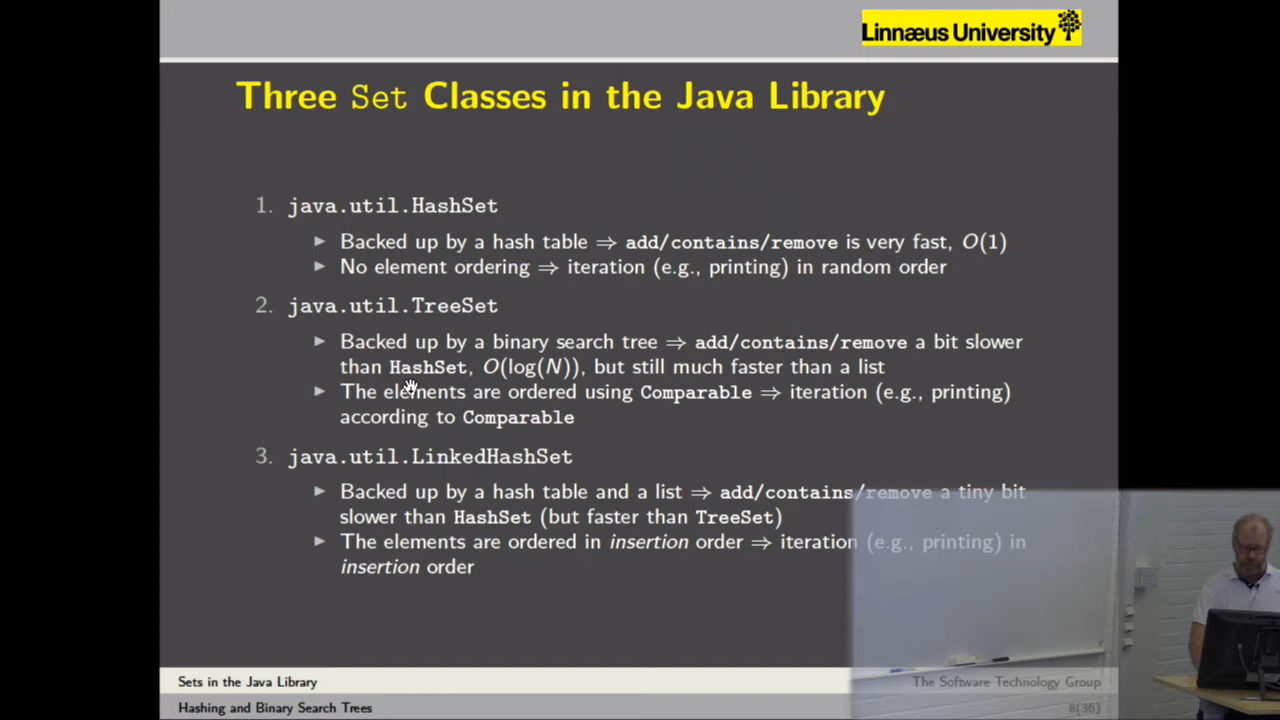 Linnæus University
Three Set Classes in the Java Library
1. java.util.HashSet
▶ Backed up by a hash table ⇒ add/contains/remove is very fast, O(1)
▶ No element ordering ⇒ iteration (e.g., printing) in random order
2. java.util.TreeSet
▶ Backed up by a binary search tree ⇒ add/contains/remove a bit slower
than HashSet, O(log(N)), but still much faster than a list
▶ The elements are ordered using Comparable ⇒ iteration (e.g., printing)
according to Comparable
3. java.util.LinkedHashSet
▶ Backed up by a hash table and a list ⇒ add/contains/remove a tiny bit
slower than HashSet (but faster than TreeSet)
▶ The elements are ordered in insertion order ⇒ iteration (e.g., printing) in
insertion order
Sets in the Java Library
The Software Technology Group
Hashing and Binary Search Trees
8(36)